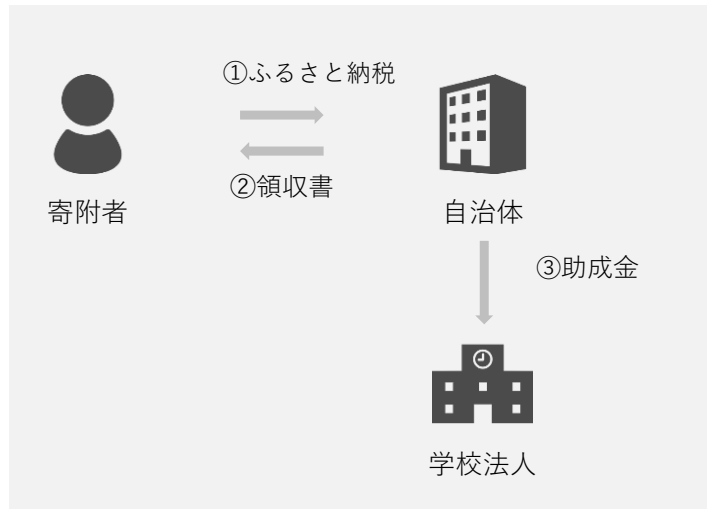 ①ふるさと納税
②領収書
寄附者
自治体
③助成金
学校法人